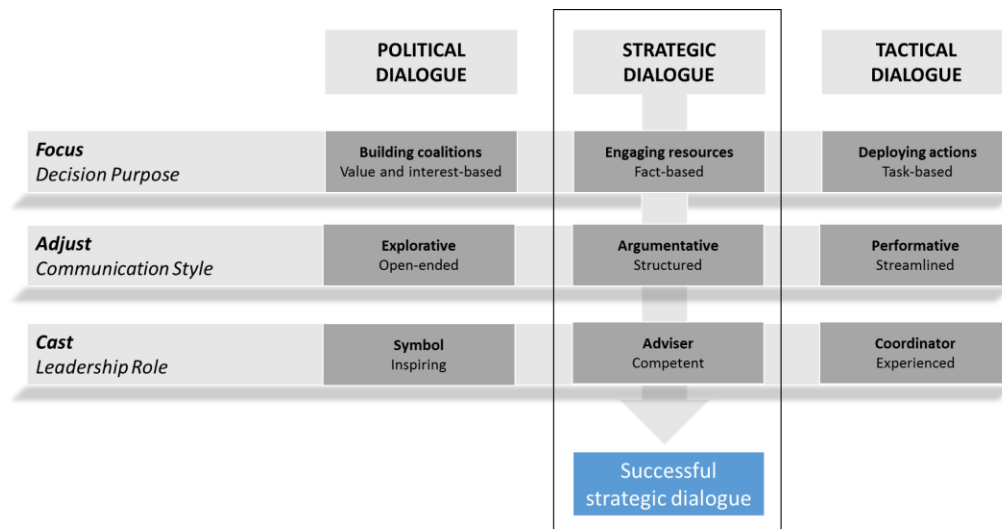 POLITICAL
DIALOGUE
STRATEGIC
DIALOGUE
TACTICAL
DIALOGUE
Focus
Decision Purpose
Building coalitions
Value and interest-based
Engaging resources
Fact-based
Deploying actions
Task-based
Adjust
Communication Style
Explorative
Open-ended
Argumentative
Structured
Performative
Streamlined
Cast
Leadership Role
Symbol
Inspiring
Adviser
Competent
Coordinator
Experienced
Successful
strategic dialogue